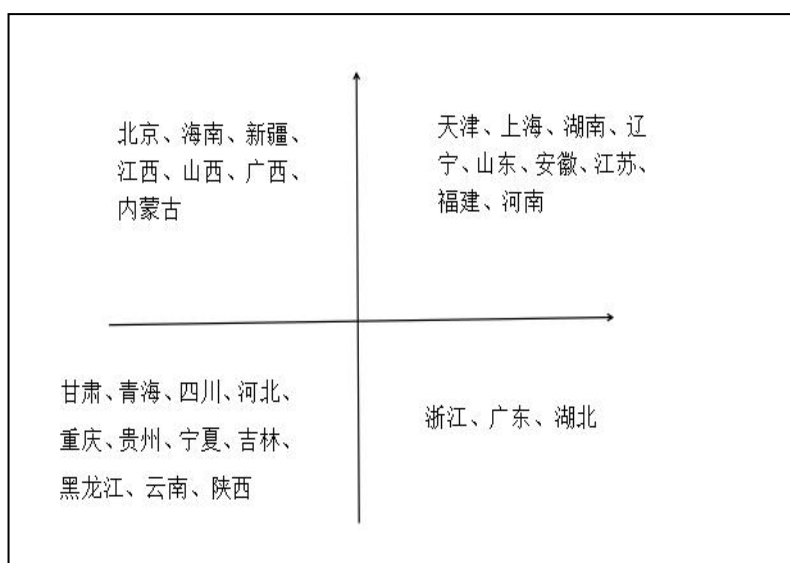 北京、海南、新疆、
江西、山西、广西、
内蒙古
天津、上海、湖南、辽
宁、山东、安徽、江苏、
福建、河南
甘肃、青海、四川、河北、
重庆、贵州、宁夏、吉林、
黑龙江、云南、陕西
浙江、广东、湖北